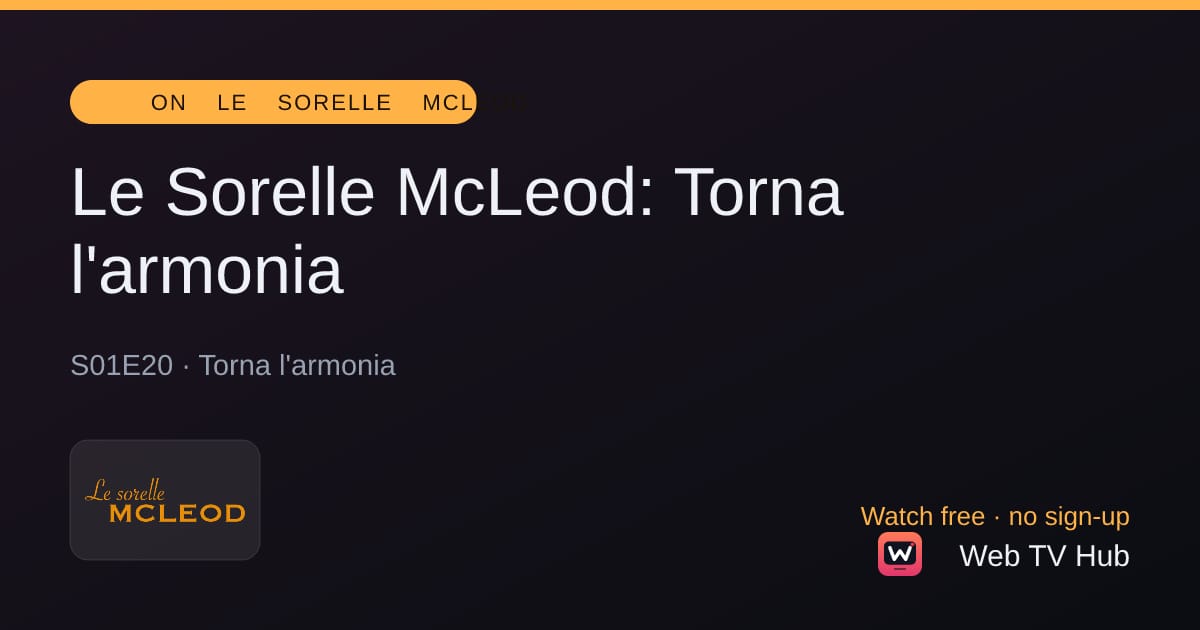 ON LE SORELLE MCLEOD
Le Sorelle McLeod: Torna
l'armonia
S01E20 · Torna l'armonia
Le sorelle
MCLEOD
Watch free · no sign-up
W
Web TV Hub